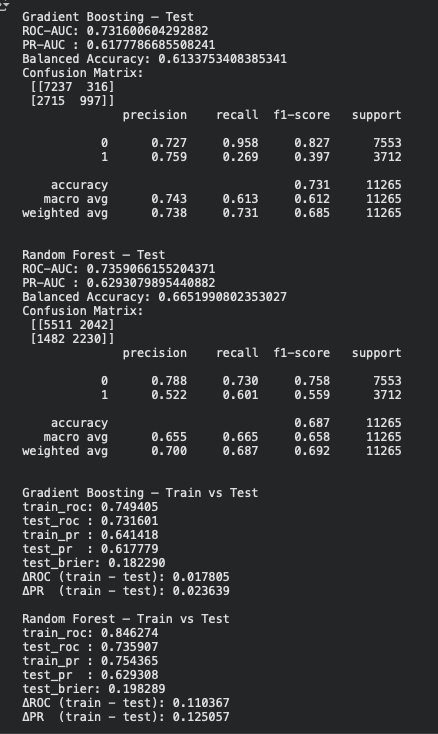 Gradient Boosting — Test
ROC-AUC: 0.731600604292882
PR-AUC : 0.6177786685508241
Balanced Accuracy: 0.6133753408385341
Confusion Matrix:
[[7237 316]
[2715 997]]
precision recall f1-score support
0 0.727 0.958 0.827 7553
1 0.759 0.269 0.397 3712
accuracy 0.731 11265
macro avg 0.743 0.613 0.612 11265
weighted avg 0.738 0.731 0.685 11265
Random Forest — Test
ROC-AUC: 0.7359066155204371
PR-AUC : 0.6293079895440882
Balanced Accuracy: 0.6651990802353027
Confusion Matrix:
[[5511 2042]
[1482 2230]]
precision recall f1-score support
0 0.788 0.730 0.758 7553
1 0.522 0.601 0.559 3712
accuracy 0.687 11265
macro avg 0.655 0.665 0.658 11265
weighted avg 0.700 0.687 0.692 11265
Gradient Boosting — Train vs Test
train_roc: 0.749405
test_roc : 0.731601
train_pr : 0.641418
test_pr : 0.617779
test_brier: 0.182290
ΔROC (train − test): 0.017805
ΔPR (train − test): 0.023639
Random Forest — Train vs Test
train_roc: 0.846274
test_roc : 0.735907
train_pr : 0.754365
test_pr : 0.629308
test_brier: 0.198289
ΔROC (train − test): 0.110367
ΔPR (train − test): 0.125057